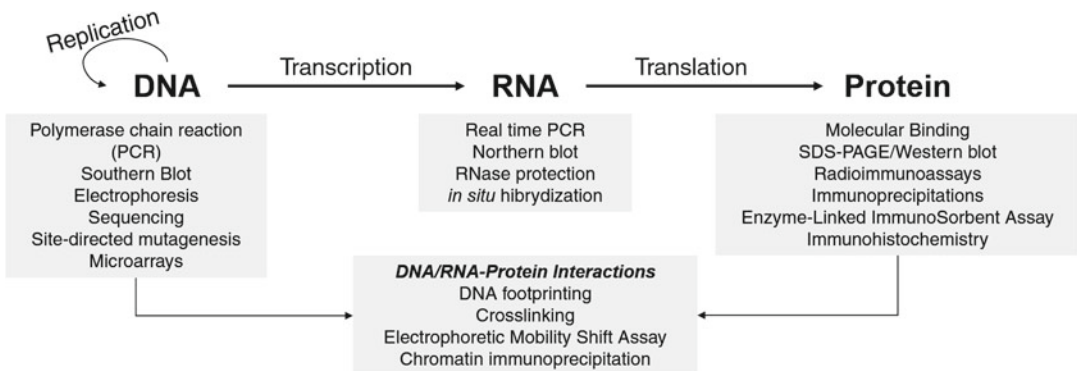 Replication
DNA
Transcription
RNA
Translation
Protein
Polymerase chain reaction
(PCR)
Southern Blot
Electrophoresis
Sequencing
Site-directed mutagenesis
Microarrays
Real time PCR
Northern blot
RNase protection
in situ hibrydization
Molecular Binding
SDS-PAGE/Western blot
Radioimmunoassays
Immunoprecipitations
Enzyme-Linked ImmunoSorbent Assay
Immunohistochemistry
DNA/RNA-Protein Interactions
DNA footprinting
Crosslinking
Electrophoretic Mobility Shift Assay
Chromatin immunoprecipitation